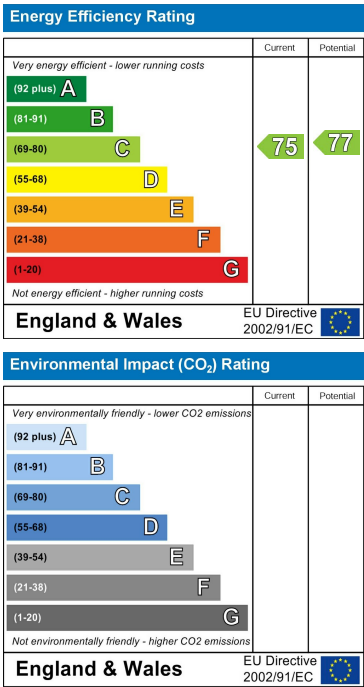 Energy Efficiency Rating
Current Potential
Very energy efficient - lower running costs
(92 plus) A
(81-91) B
(69-80) C 75 77
(55-68) D
(39-54) E
(21-38) F
(1-20) G
Not energy efficient - higher running costs
England & Wales EU Directive 2002/91/EC
Environmental Impact (CO₂) Rating
Current Potential
Very environmentally friendly - lower CO2 emissions
(92 plus) A
(81-91) B
(69-80) C
(55-68) D
(39-54) E
(21-38) F
(1-20) G
Not environmentally friendly - higher CO2 emissions
England & Wales EU Directive 2002/91/EC